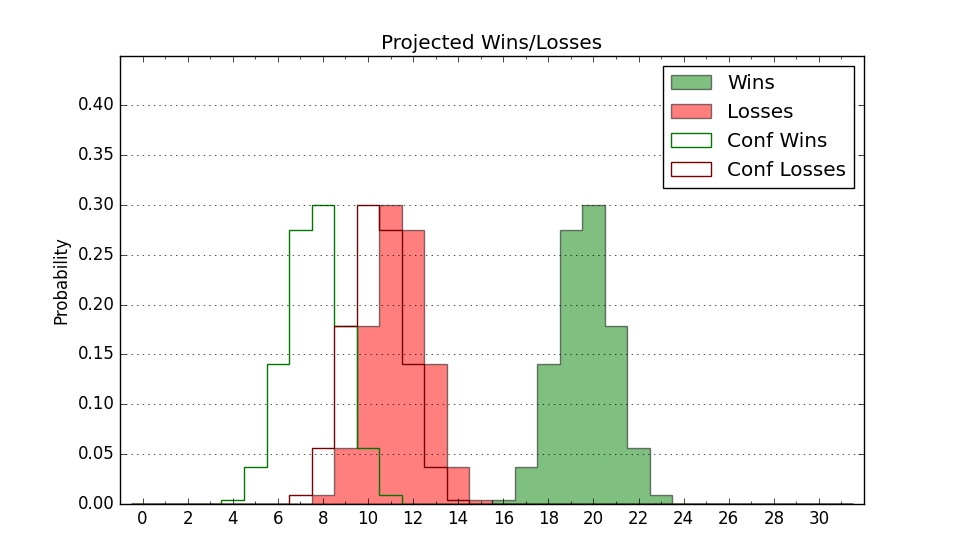 Projected Wins/Losses
Wins
Losses
Conf Wins
Conf Losses
Probability
0.40
0.35
0.30
0.25
0.20
0.15
0.10
0.05
0.00
0 2 4 6 8 10 12 14 16 18 20 22 24 26 28 30